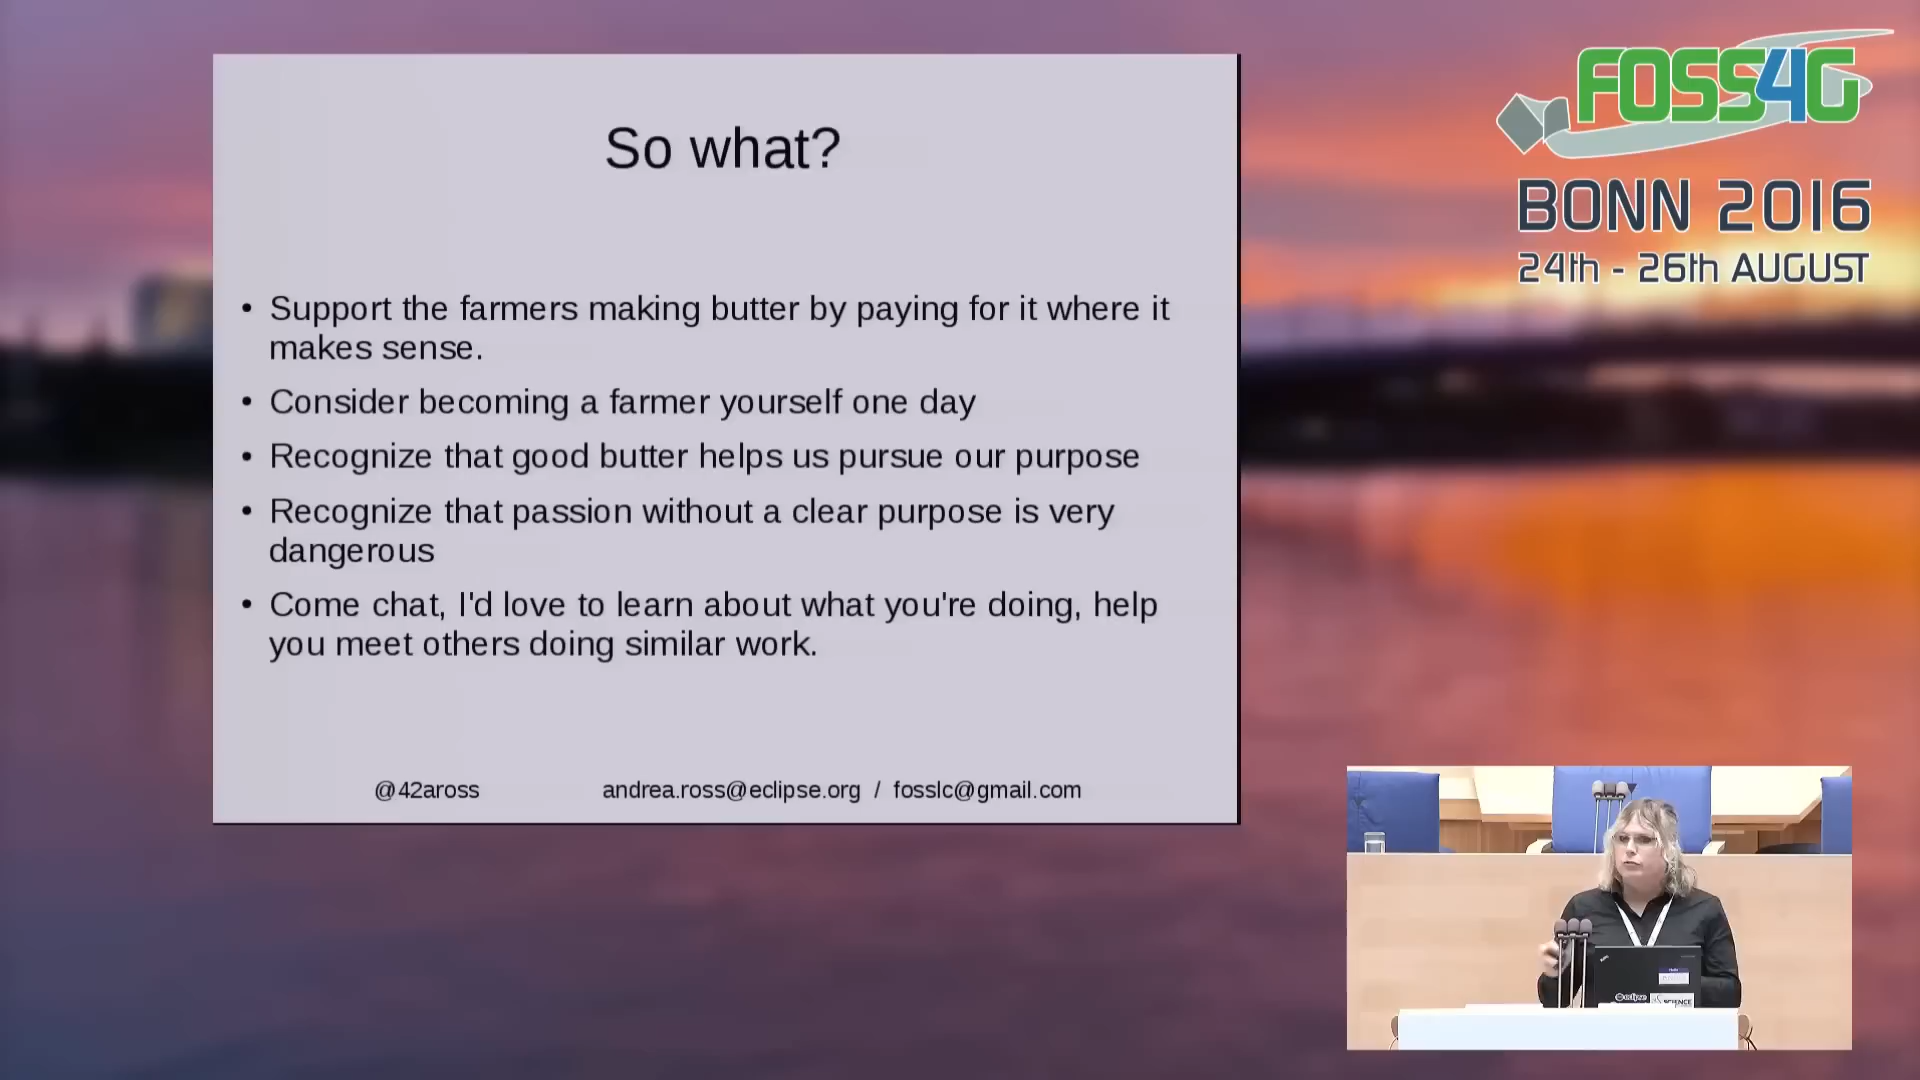 So what?
• Support the farmers making butter by paying for it where it
makes sense.
• Consider becoming a farmer yourself one day
• Recognize that good butter helps us pursue our purpose
• Recognize that passion without a clear purpose is very
dangerous
• Come chat, I'd love to learn about what you're doing, help
you meet others doing similar work.
@42aross andrea.ross@eclipse.org / fosslc@gmail.com
FOSS4G
BONN 2016
24th - 26th AUGUST
eclipse
SCIENCE